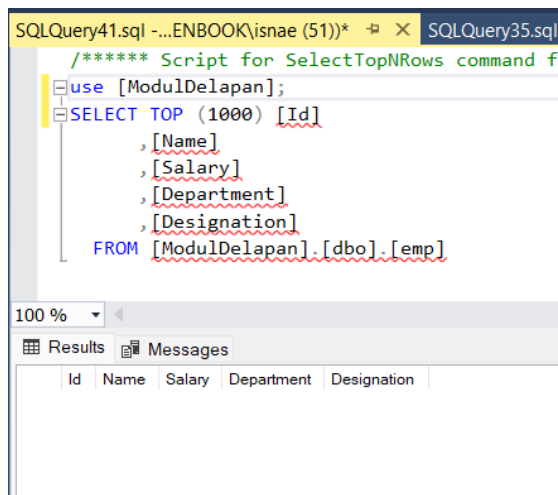 SQLQuery41.sql -...ENBOOK\isnae (51))* SQLQuery35.sql
/****** Script for SelectTopNRows command f
use [ModulDelapan];
SELECT TOP (1000) [Id]
,[Name]
,[Salary]
,[Department]
,[Designation]
FROM [ModulDelapan].[dbo].[emp]
100 %
Results Messages
Id Name Salary Department Designation